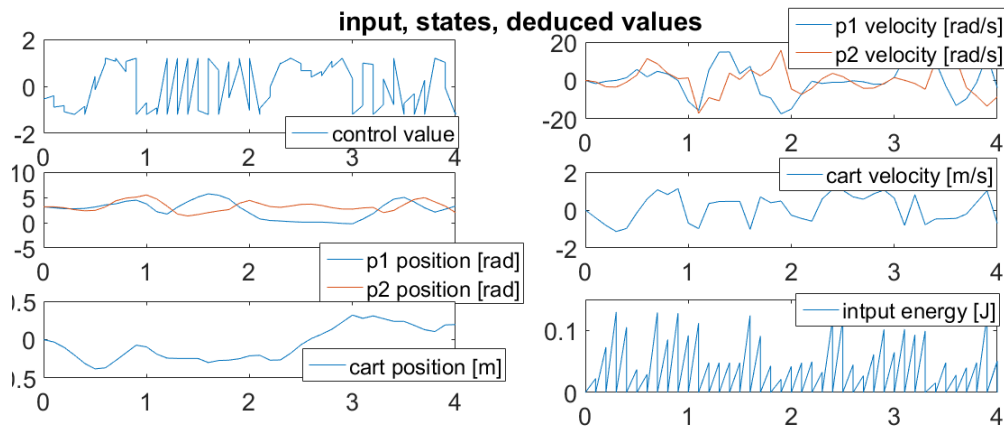 input, states, deduced values
2
0
-2
0 1 2 3 4
control value
10
5
0
-5
0 1 2 3 4
p1 position [rad]
p2 position [rad]
0.5
0
0.5
0 1 2 3 4
cart position [m]
p1 velocity [rad/s]
p2 velocity [rad/s]
20
0
-20
0 1 2 3 4
cart velocity [m/s]
2
0
-2
0 1 2 3 4
intput energy [J]
0.1
0
0 1 2 3 4